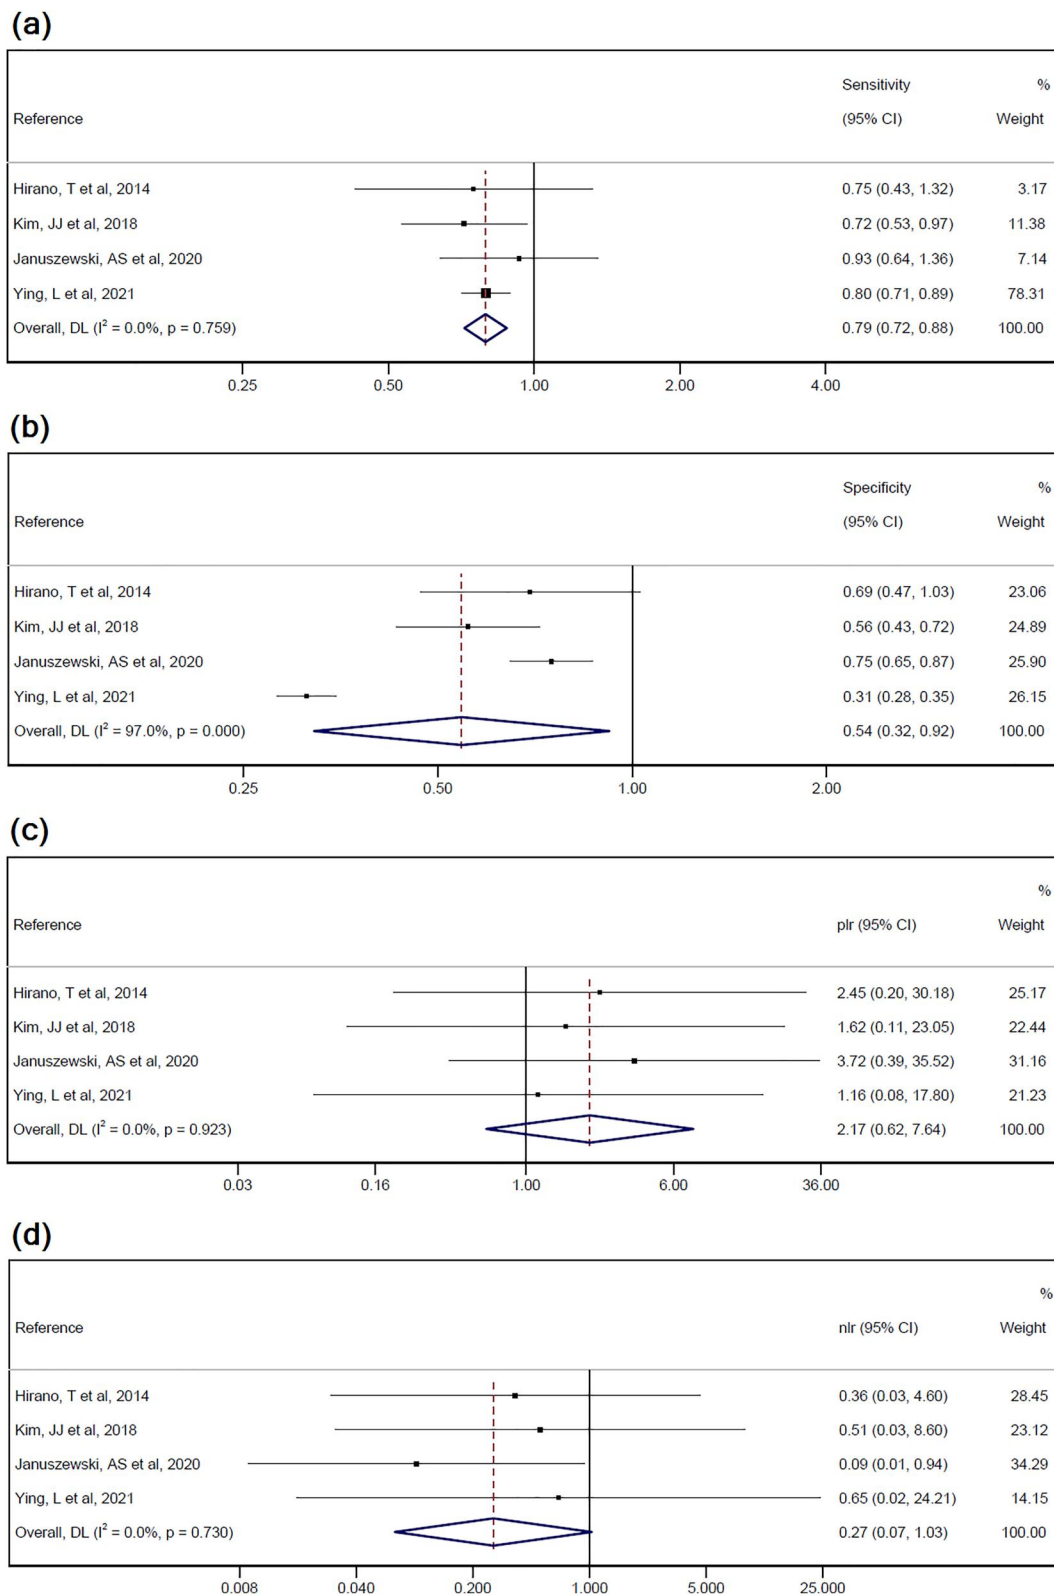 (a)
Sensitivity %
Reference (95% CI) Weight
Hirano, T et al, 2014 0.75 (0.43, 1.32) 3.17
Kim, JJ et al, 2018 0.72 (0.53, 0.97) 11.38
Januszewski, AS et al, 2020 0.93 (0.64, 1.36) 7.14
Ying, L et al, 2021 0.80 (0.71, 0.89) 78.31
Overall, DL (I² = 0.0%, p = 0.759) 0.79 (0.72, 0.88) 100.00
0.25 0.50 1.00 2.00 4.00
(b)
Specificity %
Reference (95% CI) Weight
Hirano, T et al, 2014 0.69 (0.47, 1.03) 23.06
Kim, JJ et al, 2018 0.56 (0.43, 0.72) 24.89
Januszewski, AS et al, 2020 0.75 (0.65, 0.87) 25.90
Ying, L et al, 2021 0.31 (0.28, 0.35) 26.15
Overall, DL (I² = 97.0%, p = 0.000) 0.54 (0.32, 0.92) 100.00
0.25 0.50 1.00 2.00
(c)
%
Reference plr (95% CI) Weight
Hirano, T et al, 2014 2.45 (0.20, 30.18) 25.17
Kim, JJ et al, 2018 1.62 (0.11, 23.05) 22.44
Januszewski, AS et al, 2020 3.72 (0.39, 35.52) 31.16
Ying, L et al, 2021 1.16 (0.08, 17.80) 21.23
Overall, DL (I² = 0.0%, p = 0.923) 2.17 (0.62, 7.64) 100.00
0.03 0.16 1.00 6.00 36.00
(d)
%
Reference nlr (95% CI) Weight
Hirano, T et al, 2014 0.36 (0.03, 4.60) 28.45
Kim, JJ et al, 2018 0.51 (0.03, 8.60) 23.12
Januszewski, AS et al, 2020 0.09 (0.01, 0.94) 34.29
Ying, L et al, 2021 0.65 (0.02, 24.21) 14.15
Overall, DL (I² = 0.0%, p = 0.730) 0.27 (0.07, 1.03) 100.00
0.008 0.040 0.200 1.000 5.000 25.000